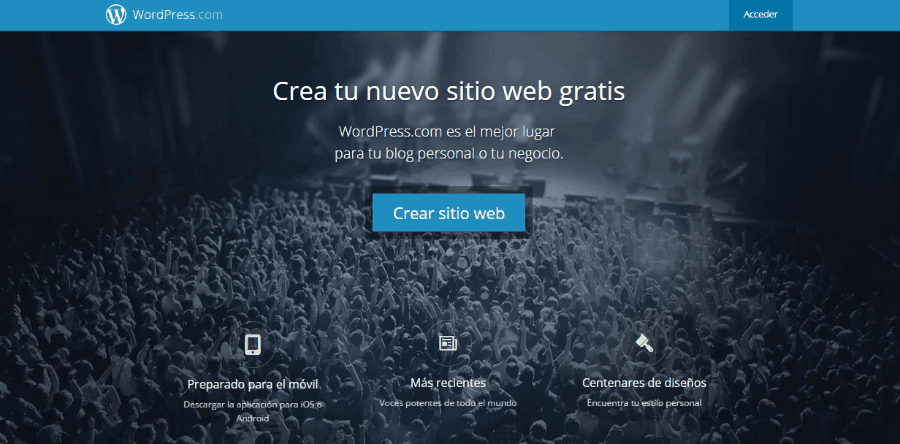 WordPress.com
Acceder
Crea tu nuevo sitio web gratis
WordPress.com es el mejor lugar
para tu blog personal o tu negocio.
Crear sitio web
Preparado para el móvil
Descargar la aplicación para iOS o
Android
Más recientes
Voces potentes de todo el mundo
Centenares de diseños
Encuentra tu estilo personal